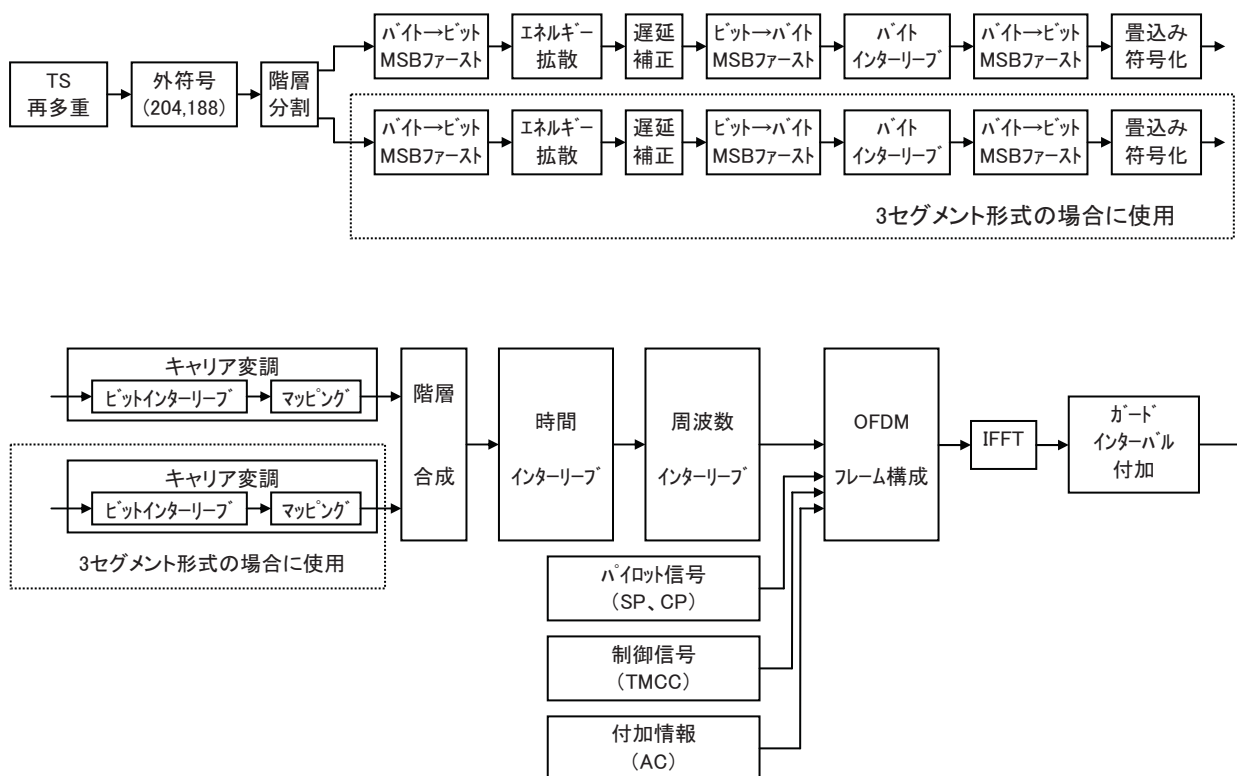 TS
再多重
外符号
(204,188)
階層
分割
バイト→ビット
MSBファースト
エネルギー
拡散
遅延
補正
ビット→バイト
MSBファースト
バイト
インターリーブ
バイト→ビット
MSBファースト
畳込み
符号化
バイト→ビット
MSBファースト
エネルギー
拡散
遅延
補正
ビット→バイト
MSBファースト
バイト
インターリーブ
バイト→ビット
MSBファースト
畳込み
符号化
3セグメント形式の場合に使用
キャリア変調
ビットインターリーブ
マッピング
キャリア変調
ビットインターリーブ
マッピング
3セグメント形式の場合に使用
階層
合成
時間
インターリーブ
周波数
インターリーブ
OFDM
フレーム構成
IFFT
ガード
インターバル
付加
パイロット信号
(SP、CP)
制御信号
(TMCC)
付加情報
(AC)